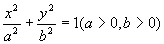 x²/a² + y²/b² = 1(a > 0, b > 0)